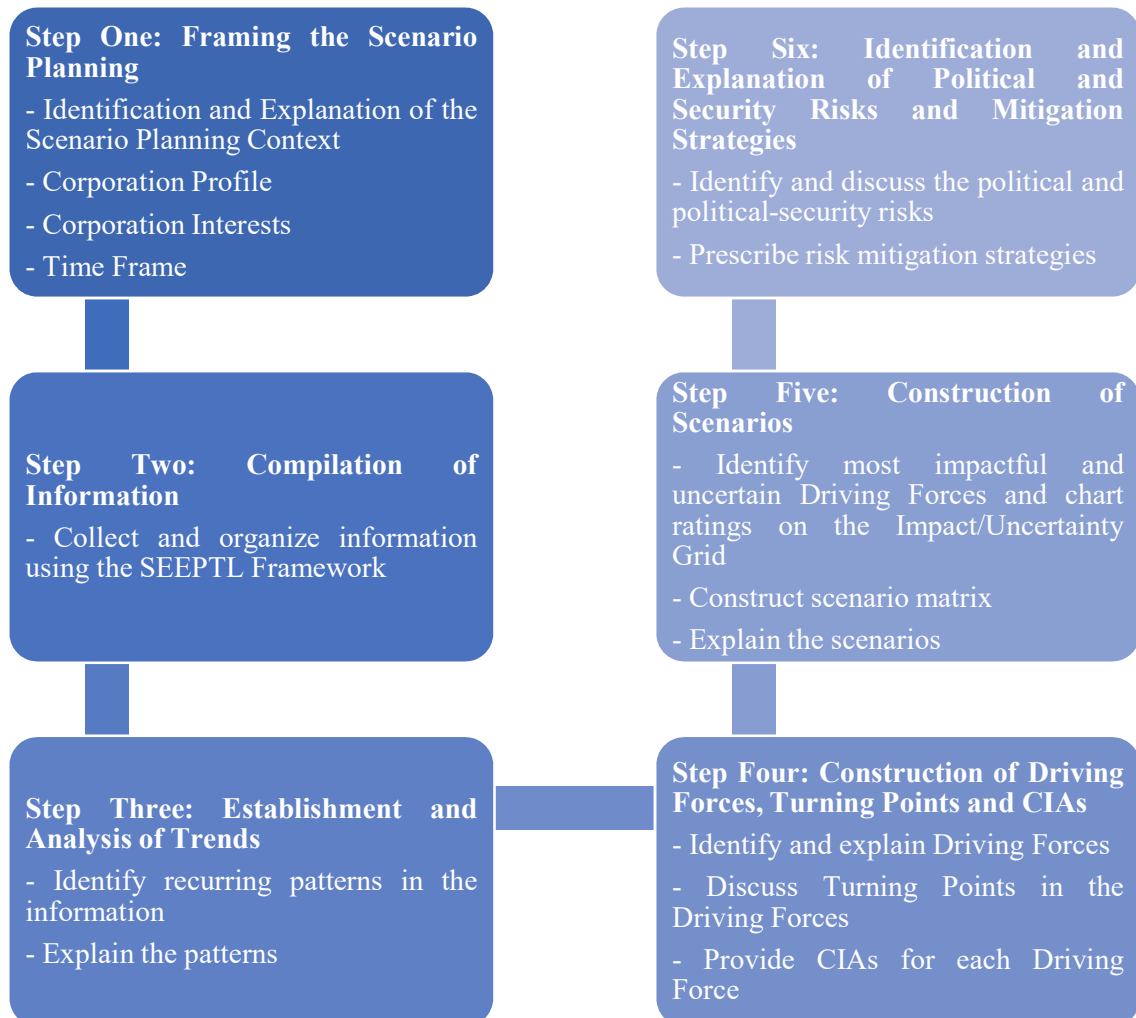 Step One: Framing the Scenario
Planning
- Identification and Explanation of the
Scenario Planning Context
- Corporation Profile
- Corporation Interests
- Time Frame
Step Two: Compilation of
Information
- Collect and organize information
using the SEEPTL Framework
Step Three: Establishment and
Analysis of Trends
- Identify recurring patterns in the
information
- Explain the patterns
Step Four: Construction of Driving
Forces, Turning Points and CIAs
- Identify and explain Driving Forces
- Discuss Turning Points in the
Driving Forces
- Provide CIAs for each Driving
Force
Step Five: Construction of
Scenarios
- Identify most impactful and
uncertain Driving Forces and chart
ratings on the Impact/Uncertainty
Grid
- Construct scenario matrix
- Explain the scenarios
Step Six: Identification and
Explanation of Political and
Security Risks and Mitigation
Strategies
- Identify and discuss the political and
political-security risks
- Prescribe risk mitigation strategies